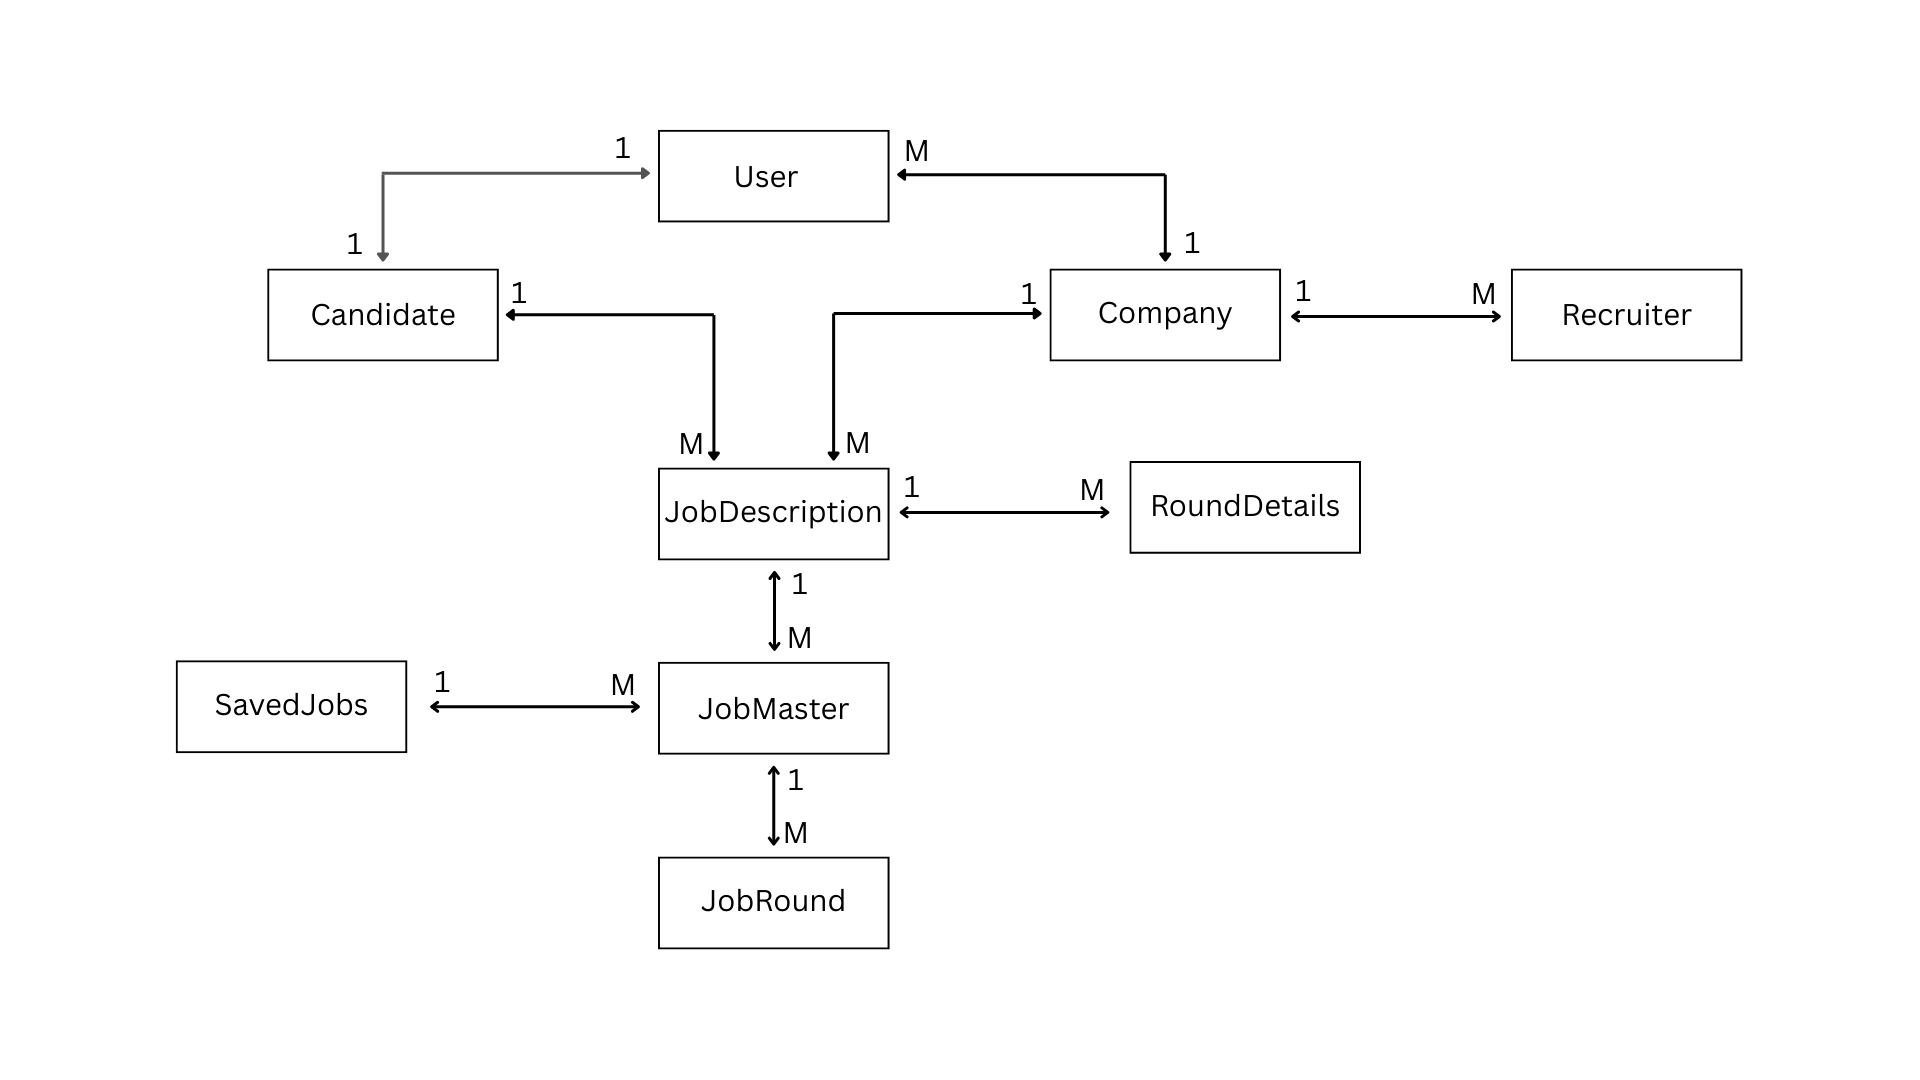 1
User
M
1
1
Candidate
1
1
Company
1
M
Recruiter
M
M
JobDescription
1
M
RoundDetails
1
M
SavedJobs
1
M
JobMaster
1
M
JobRound